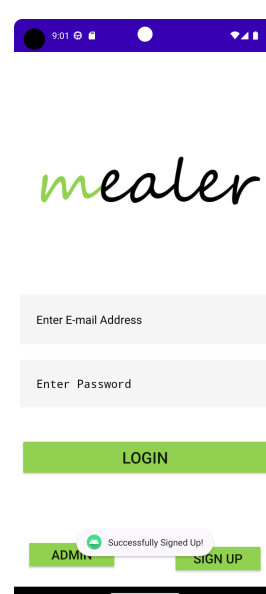 9:01
mealer
Enter E-mail Address
Enter Password
LOGIN
Successfully Signed Up!
ADMIN
SIGN UP